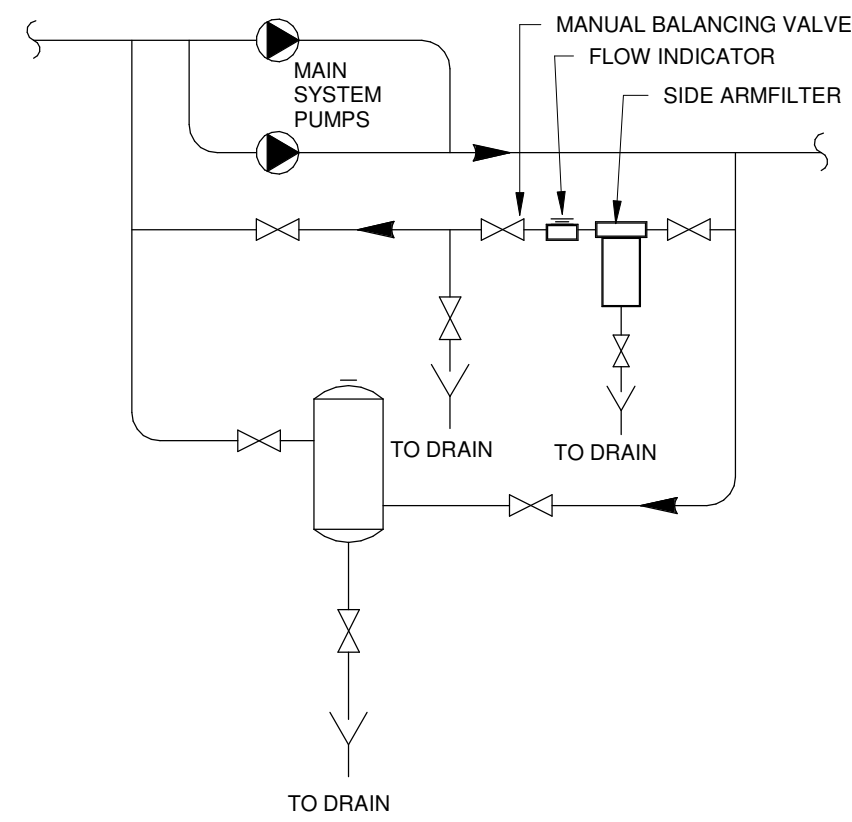 MANUAL BALANCING VALVE
FLOW INDICATOR
SIDE ARMFILTER
MAIN
SYSTEM
PUMPS
TO DRAIN
TO DRAIN
TO DRAIN